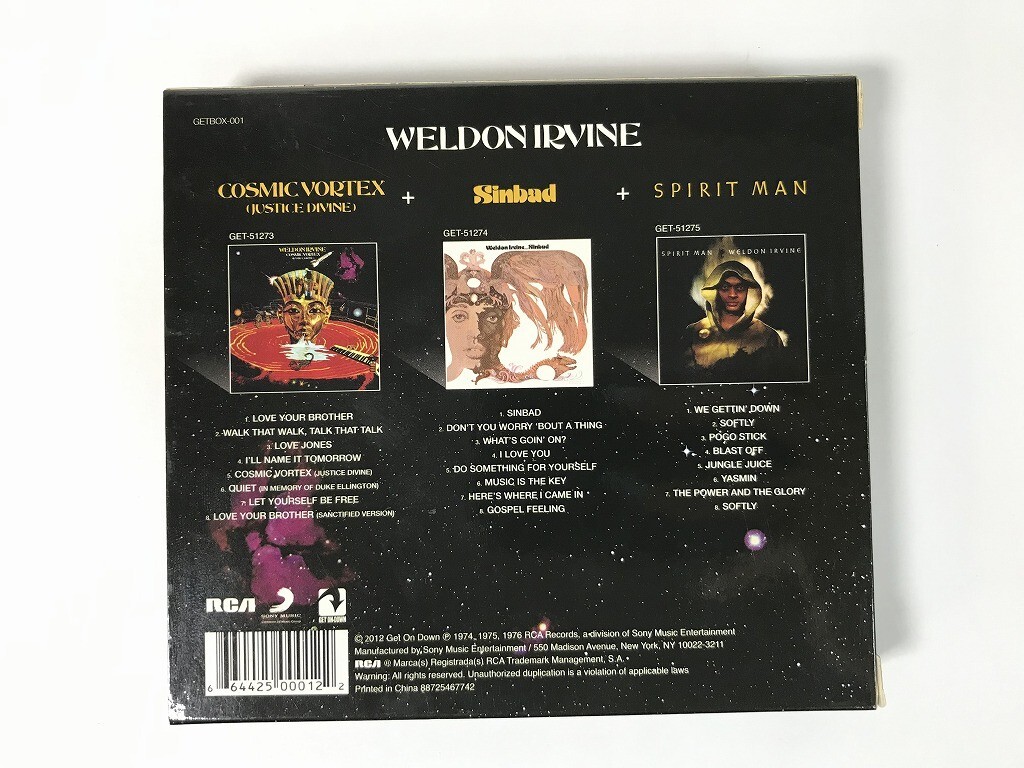 GETBOX-001
WELDON IRVINE
COSMIC VORTEX
(JUSTICE DIVINE)
+
Sinbad
+
SPIRIT MAN
GET-51273
WELDON IRVINE
COSMIC VORTEX
1. LOVE YOUR BROTHER
2. WALK THAT WALK, TALK THAT TALK
3. LOVE JONES
4. I'LL NAME IT TOMORROW
5. COSMIC VORTEX (JUSTICE DIVINE)
6. QUIET (IN MEMORY OF DUKE ELLINGTON)
7. LET YOURSELF BE FREE
8. LOVE YOUR BROTHER (SANCTIFIED VERSION)
GET-51274
Weldon Irvine...Sinbad
1. SINBAD
2. DON'T YOU WORRY 'BOUT A THING
3. WHAT'S GOIN' ON?
4. I LOVE YOU
5. DO SOMETHING FOR YOURSELF
6. MUSIC IS THE KEY
7. HERE'S WHERE I CAME IN
8. GOSPEL FEELING
GET-51275
SPIRIT MAN WELDON IRVINE
1. WE GETTIN' DOWN
2. SOFTLY
3. POGO STICK
4. BLAST OFF
5. JUNGLE JUICE
6. YASMIN
7. THE POWER AND THE GLORY
8. SOFTLY
RCA
SONY MUSIC
GET ON DOWN
6 64425 00012 2
© 2012 Get On Down ℗ 1974, 1975, 1976 RCA Records, a division of Sony Music Entertainment
Manufactured by Sony Music Entertainment / 550 Madison Avenue, New York, NY 10022-3211
RCA ® Marca(s) Registrada(s) RCA Trademark Management, S.A.
Warning: All rights reserved. Unauthorized duplication is a violation of applicable laws
Printed in China 88725467742